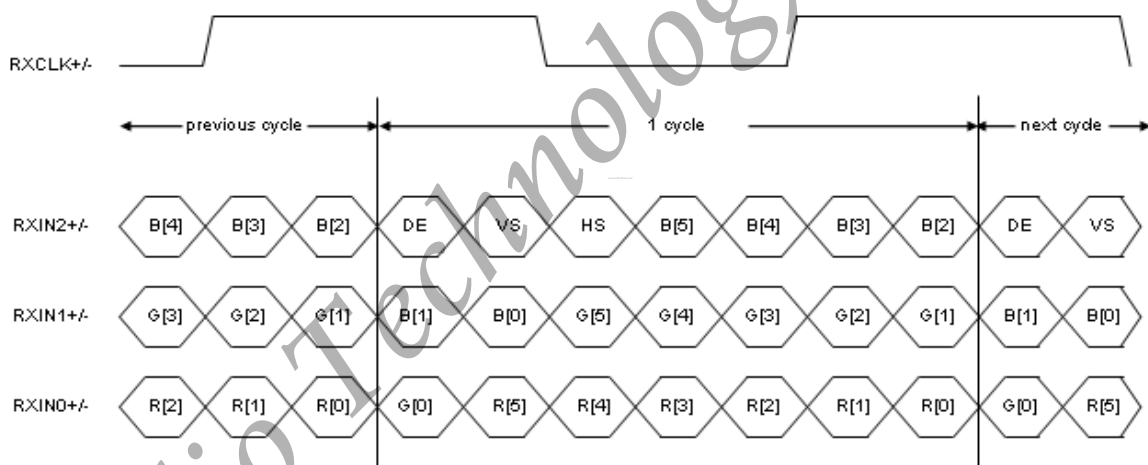 RXCLK+/-
previous cycle 1 cycle next cycle
RXIN2+/- B[4] B[3] B[2] DE VS HS B[5] B[4] B[3] B[2] DE VS
RXIN1+/- G[3] G[2] G[1] B[1] B[0] G[5] G[4] G[3] G[2] G[1] B[1] B[0]
RXIN0+/- R[2] R[1] R[0] G[0] R[5] R[4] R[3] R[2] R[1] R[0] G[0] R[5]
Technology